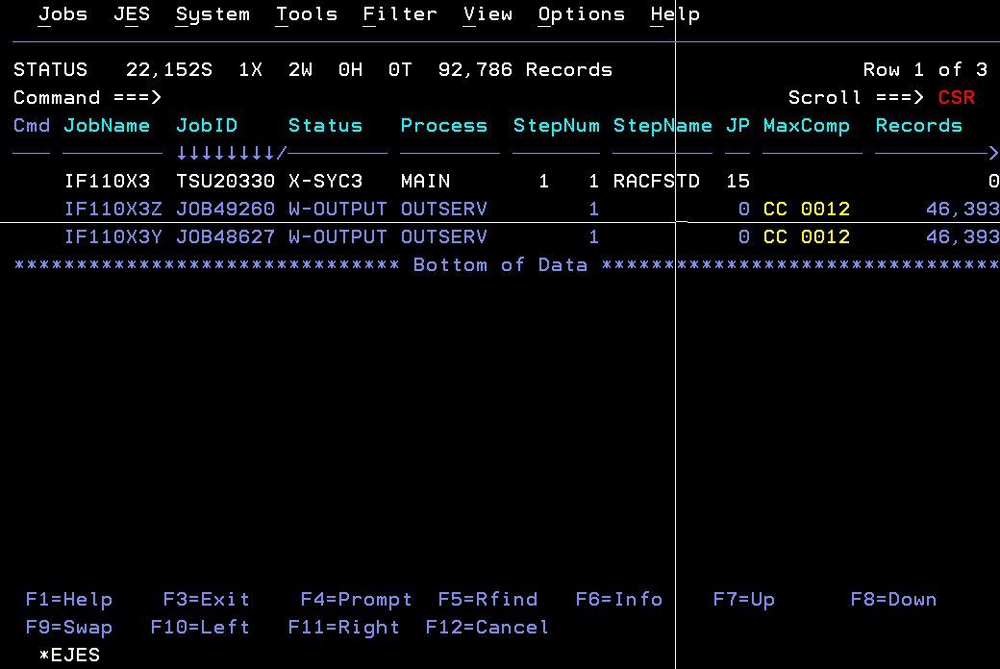 Jobs JES System Tools Filter View Options Help
STATUS 22,152S 1X 2W 0H 0T 92,786 Records Row 1 of 3
Command ===> Scroll ===> CSR
Cmd JobName JobID Status Process StepNum StepName JP MaxComp Records
↓↓↓↓↓↓↓↓/ >
IF110X3 TSU20330 X-SYC3 MAIN 1 1 RACFSTD 15 0
IF110X3Z JOB49260 W-OUTPUT OUTSERV 1 0 CC 0012 46,393
IF110X3Y JOB48627 W-OUTPUT OUTSERV 1 0 CC 0012 46,393
******************************* Bottom of Data ********************************
F1=Help F3=Exit F4=Prompt F5=Rfind F6=Info F7=Up F8=Down
F9=Swap F10=Left F11=Right F12=Cancel
*EJES